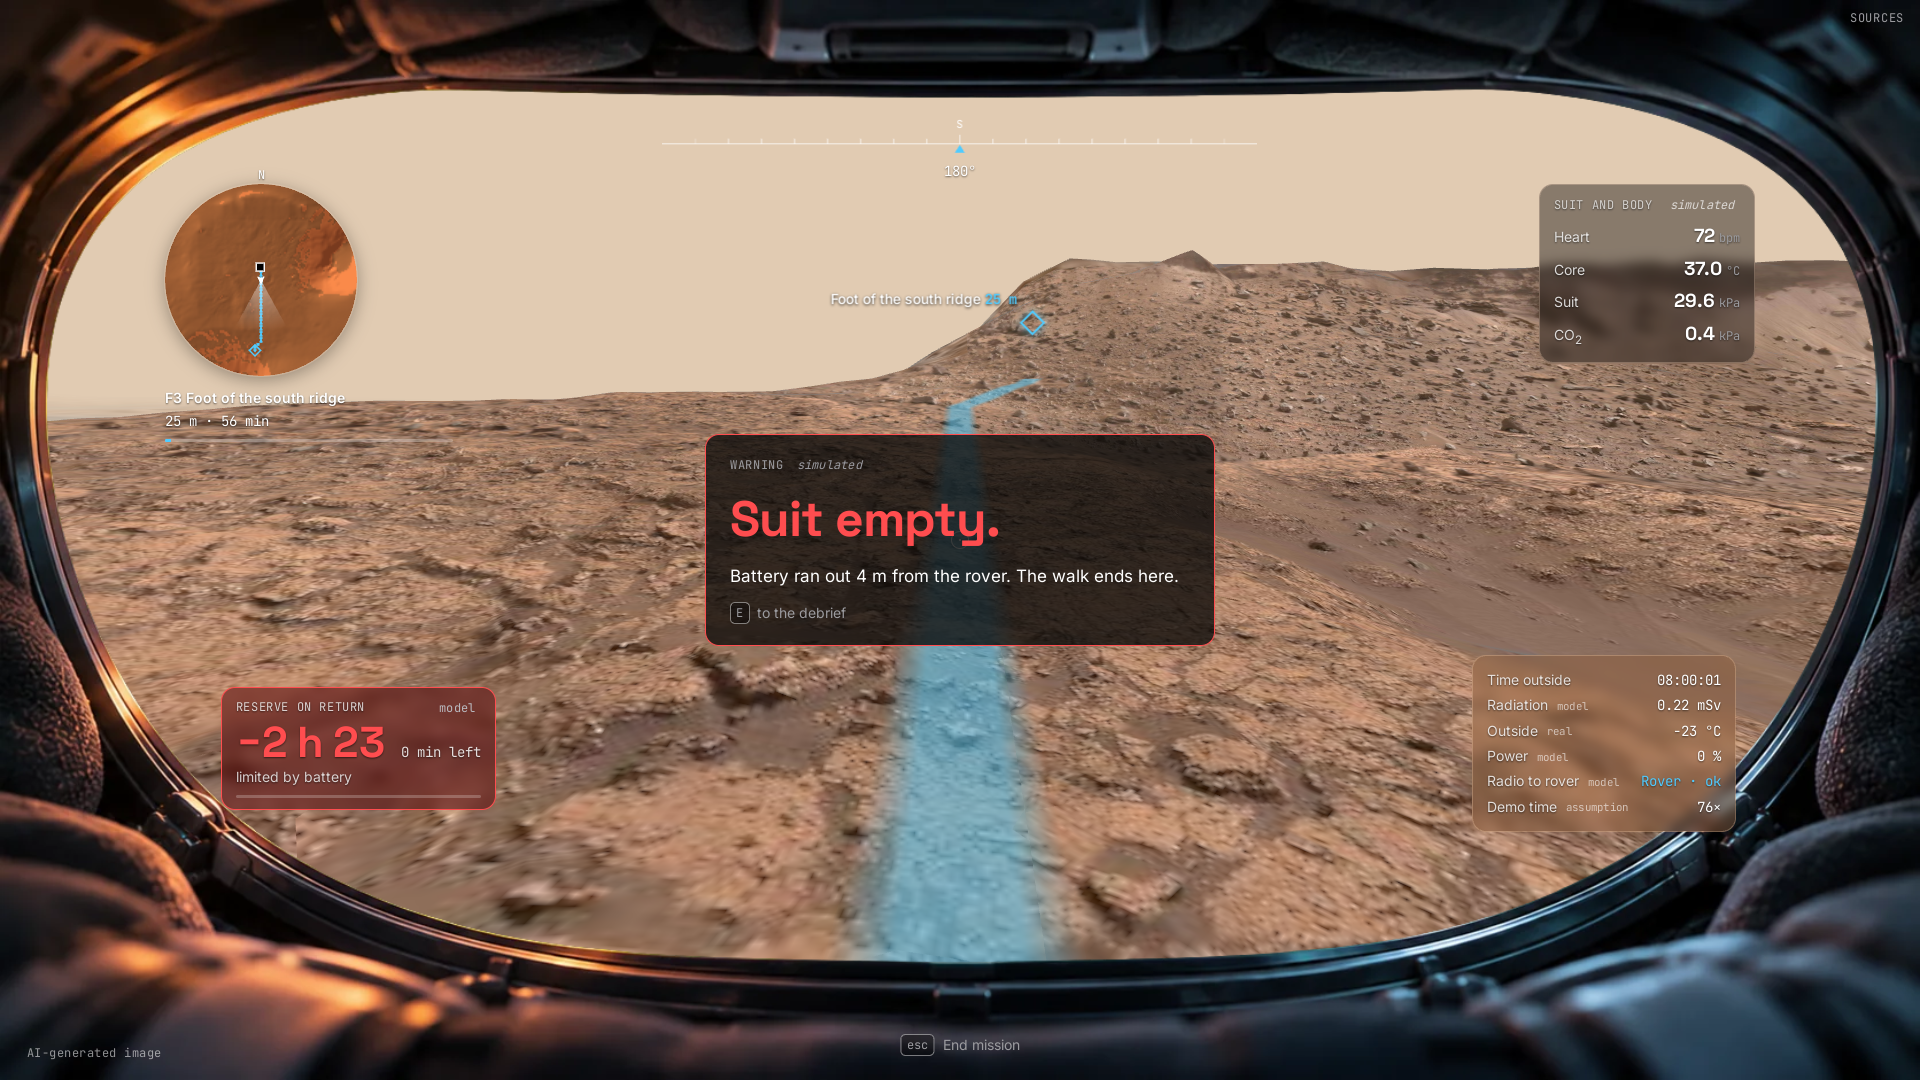 SOURCES
S
180°
N
F3 Foot of the south ridge
25 m · 56 min
Foot of the south ridge 25 m
SUIT AND BODY simulated
Heart 72 bpm
Core 37.0 °C
Suit 29.6 kPa
CO2 0.4 kPa
WARNING simulated
Suit empty.
Battery ran out 4 m from the rover. The walk ends here.
E to the debrief
RESERVE ON RETURN model
−2 h 23 0 min left
limited by battery
Time outside 08:00:01
Radiation model 0.22 mSv
Outside real -23 °C
Power model 0 %
Radio to rover model Rover · ok
Demo time assumption 76×
esc End mission
AI-generated image